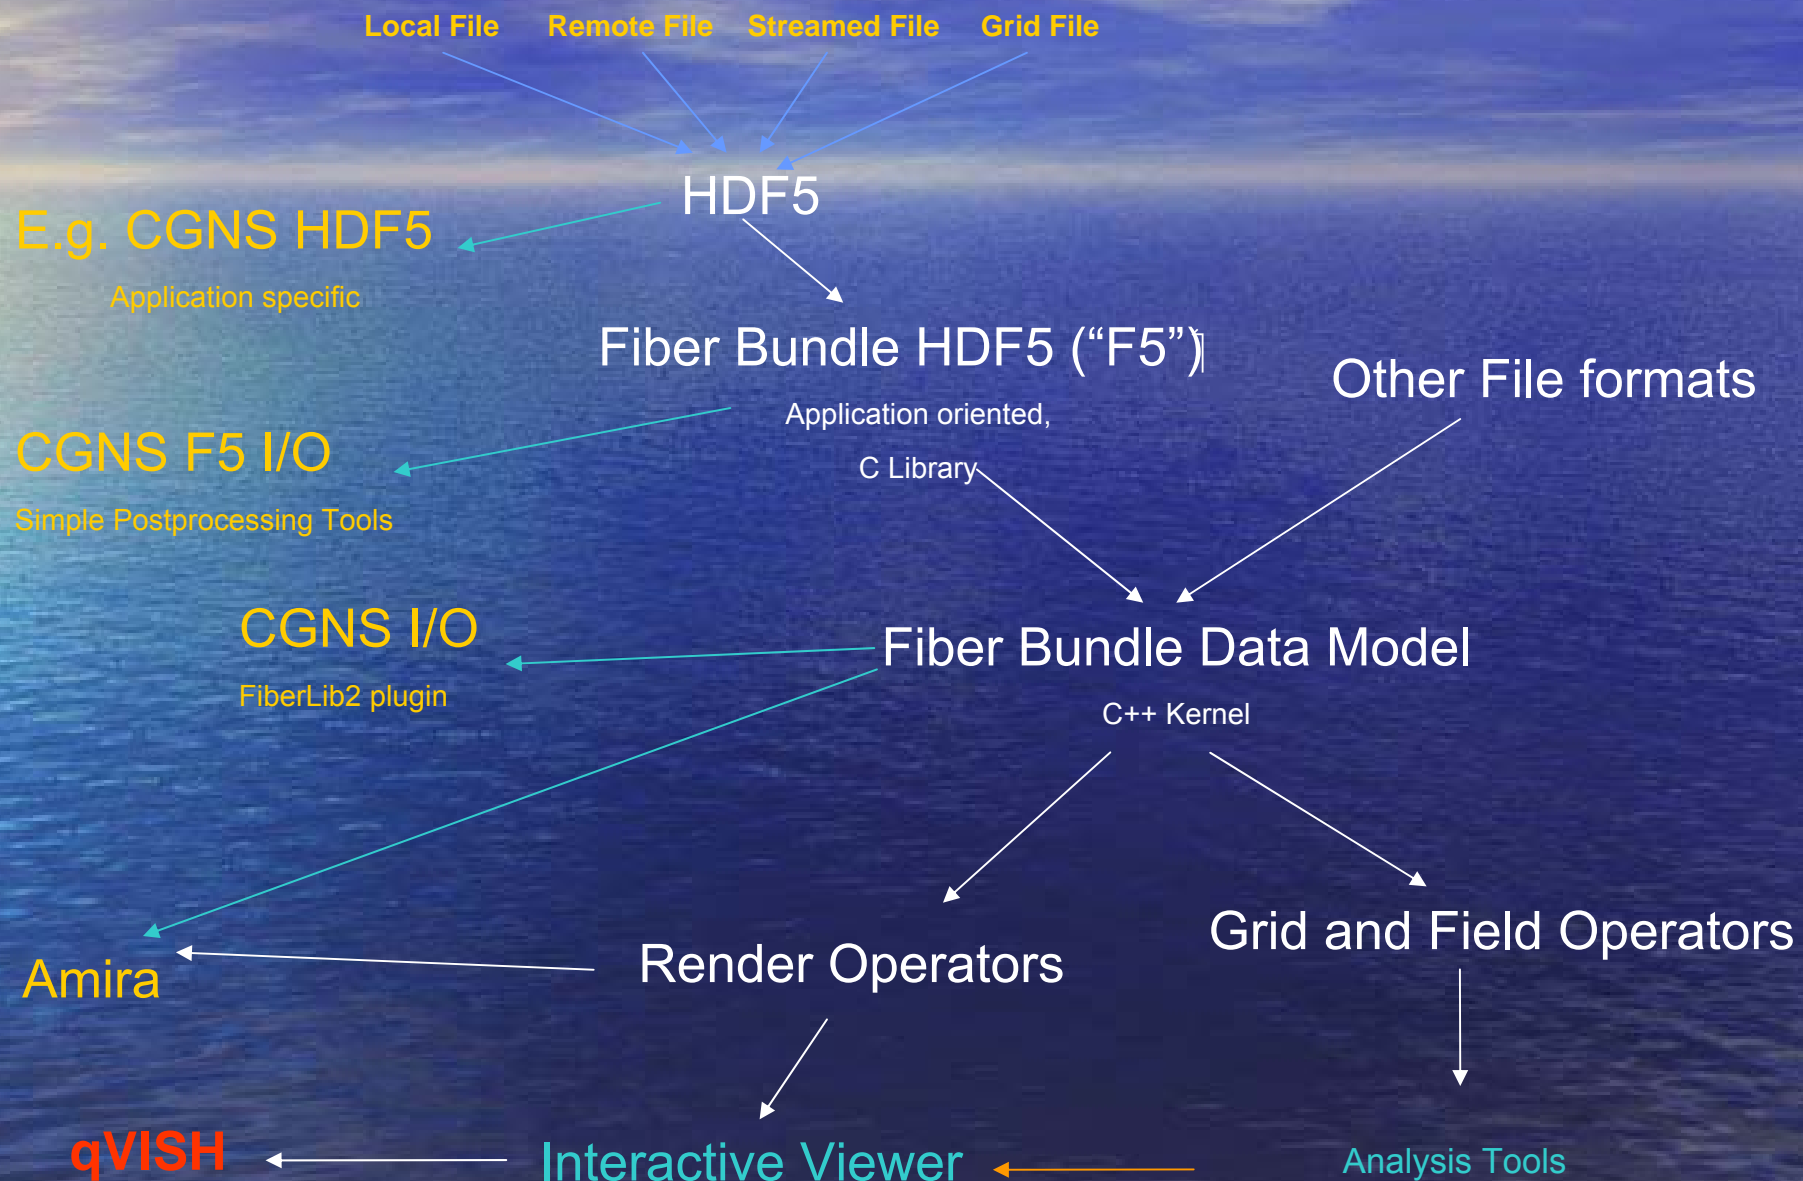 Local File Remote File Streamed File Grid File
HDF5
E.g. CGNS HDF5
Application specific
Fiber Bundle HDF5 (“F5”)
Other File formats
Application oriented,
C Library
CGNS F5 I/O
Simple Postprocessing Tools
CGNS I/O
FiberLib2 plugin
Fiber Bundle Data Model
C++ Kernel
Grid and Field Operators
Render Operators
Amira
qVISH
Interactive Viewer
Analysis Tools